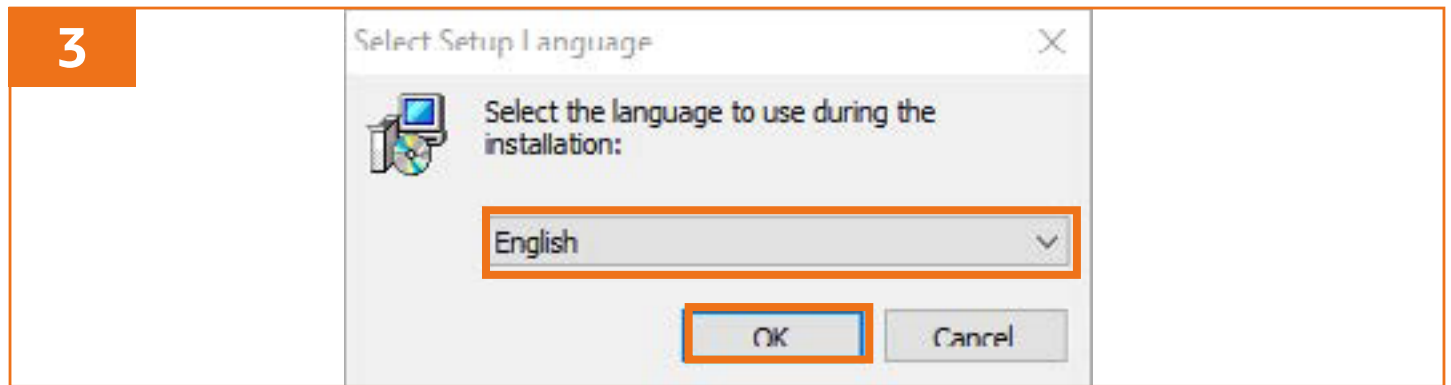 3
Select Setup Language
Select the language to use during the
installation:
English
OK
Cancel